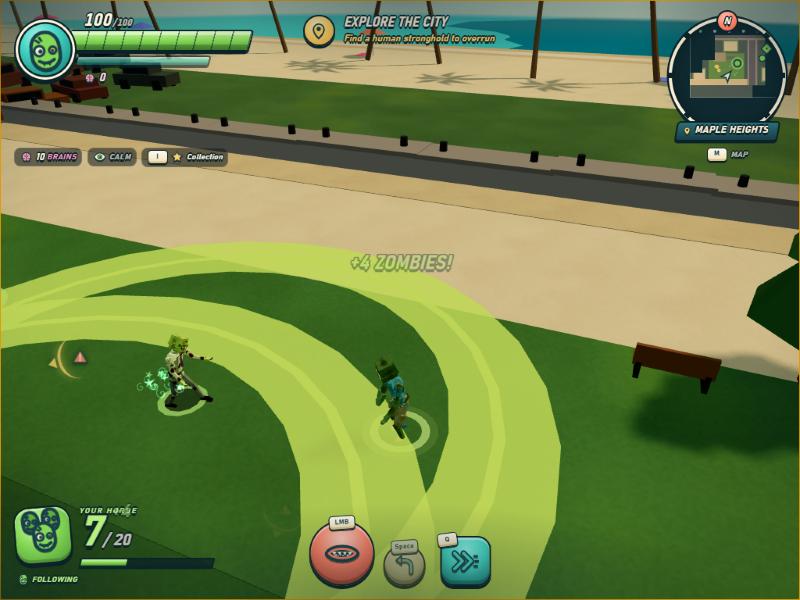 100/100
EXPLORE THE CITY
Find a human stronghold to overrun
N
0
MAPLE HEIGHTS
M MAP
10 BRAINS
CALM
I Collection
+4 ZOMBIES!
YOUR HORDE
7/20
FOLLOWING
LMB
Space
Q